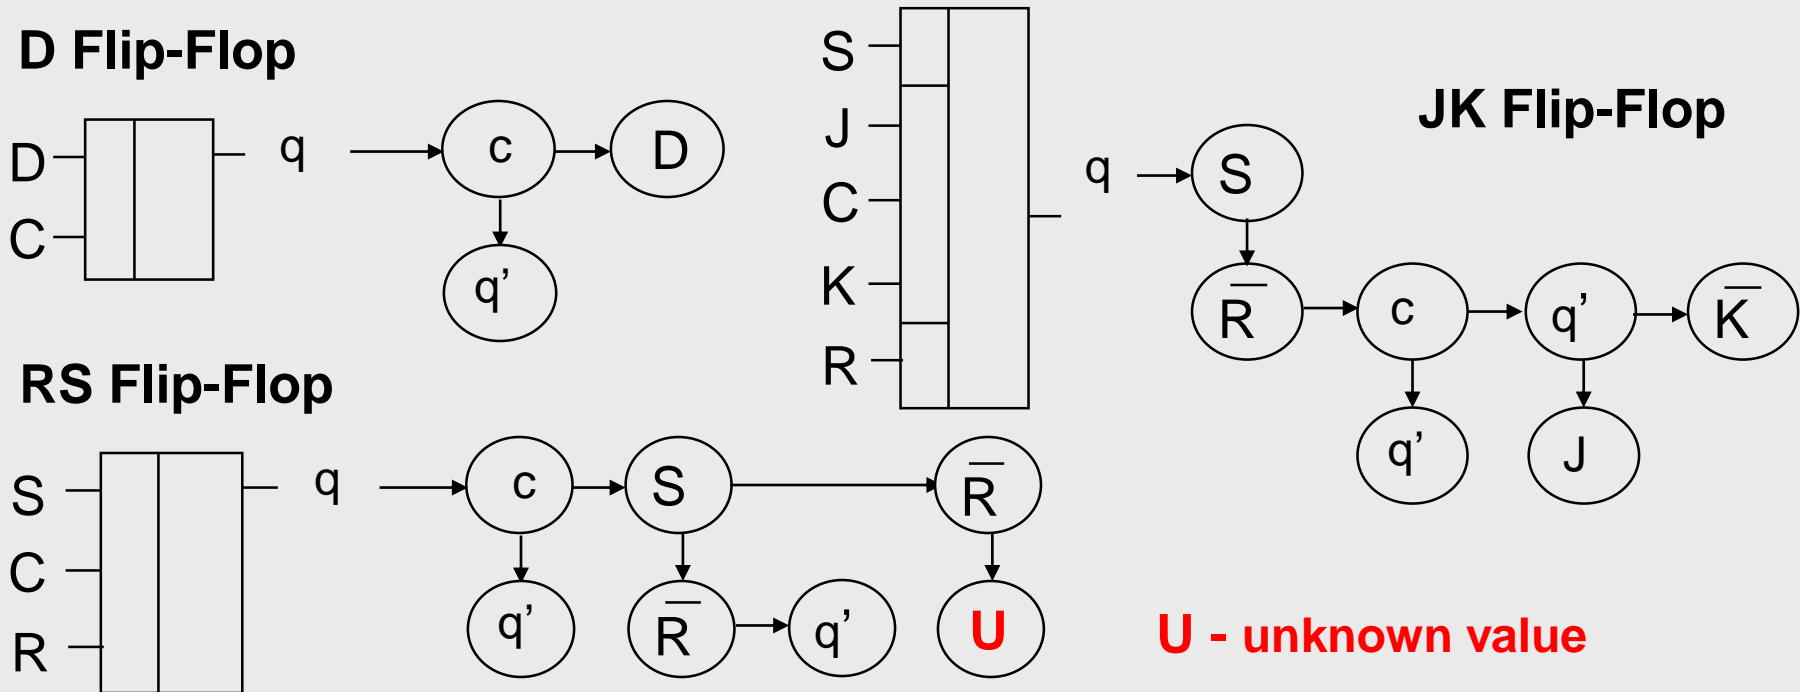 D Flip-Flop
D
C
q
c
D
q'
S
J
C
K
R
q
JK Flip-Flop
S
R̅
c
q'
K̅
q'
J
RS Flip-Flop
S
C
R
q
c
S
R̅
q'
R̅
q'
U
U - unknown value